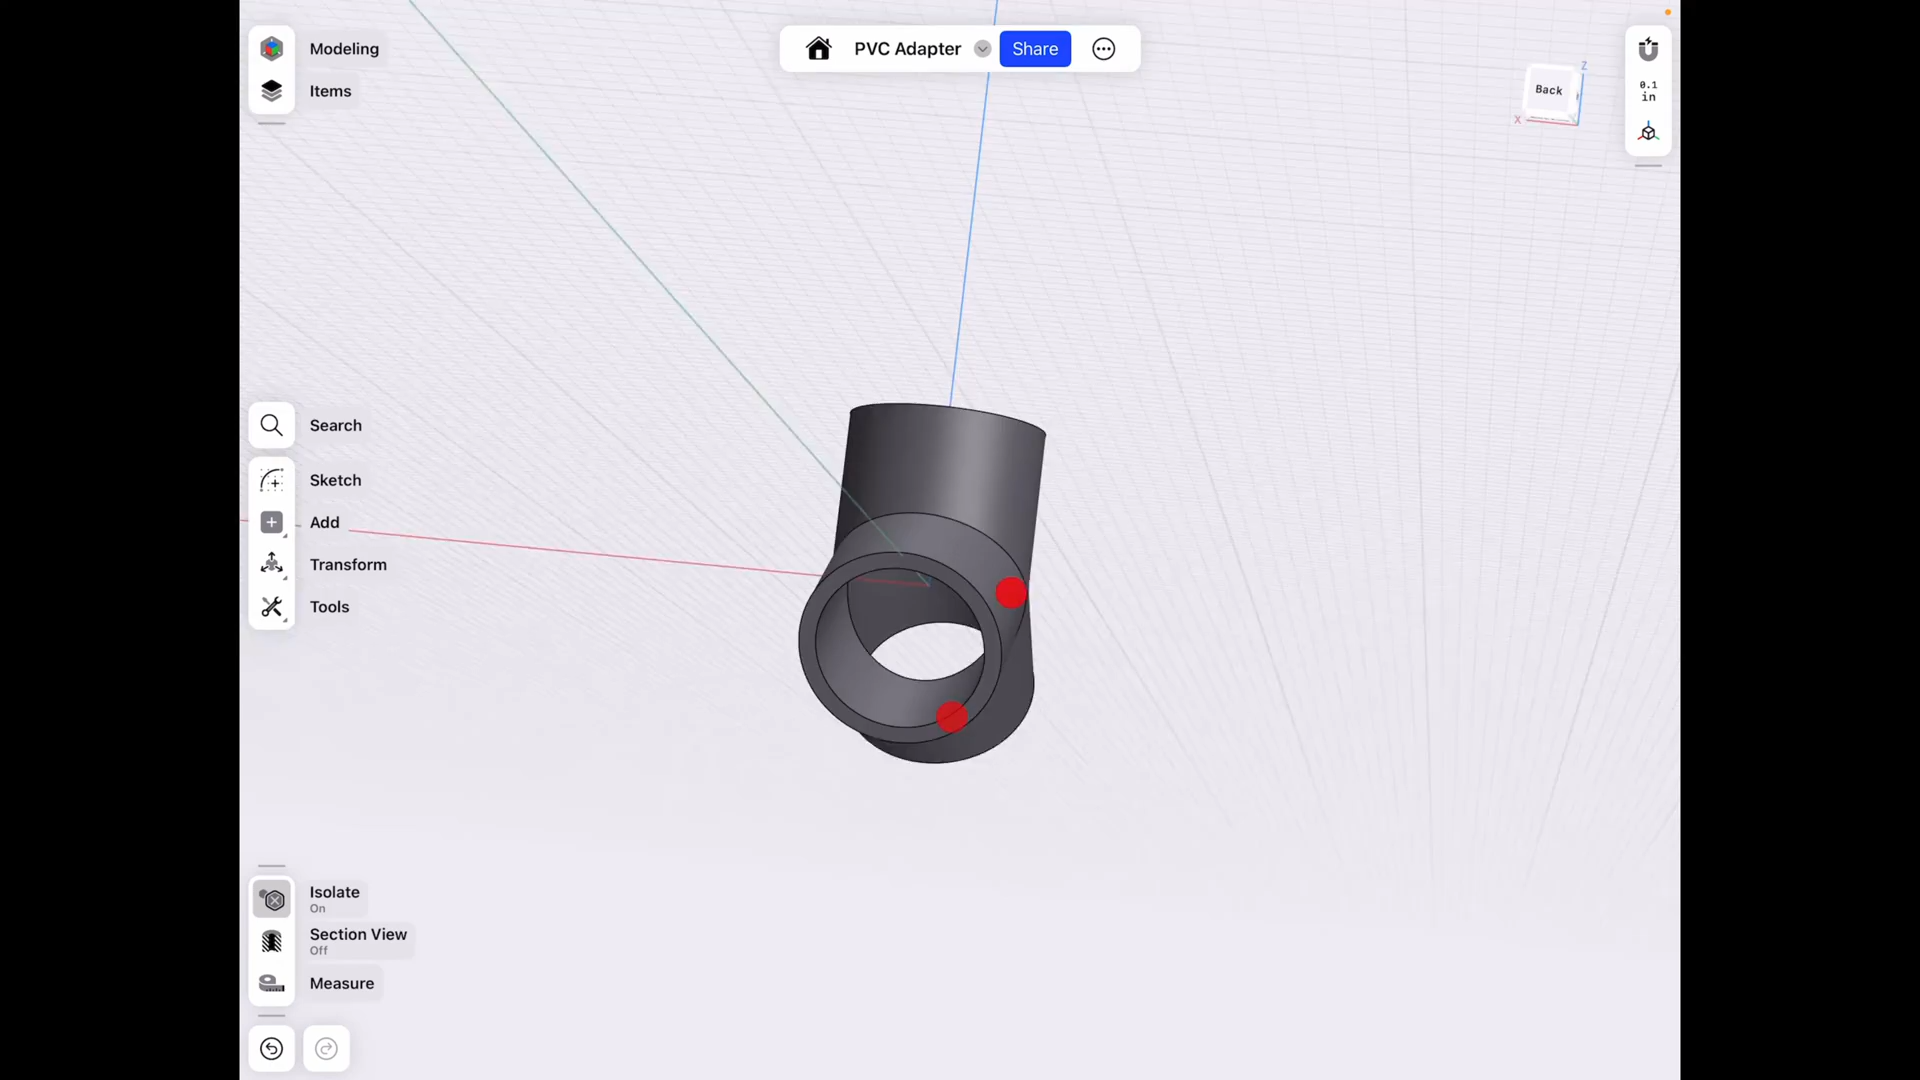 Modeling
Items
PVC Adapter
Share
Back
Z
X
0.1
in
Search
Sketch
Add
Transform
Tools
Isolate
On
Section View
Off
Measure